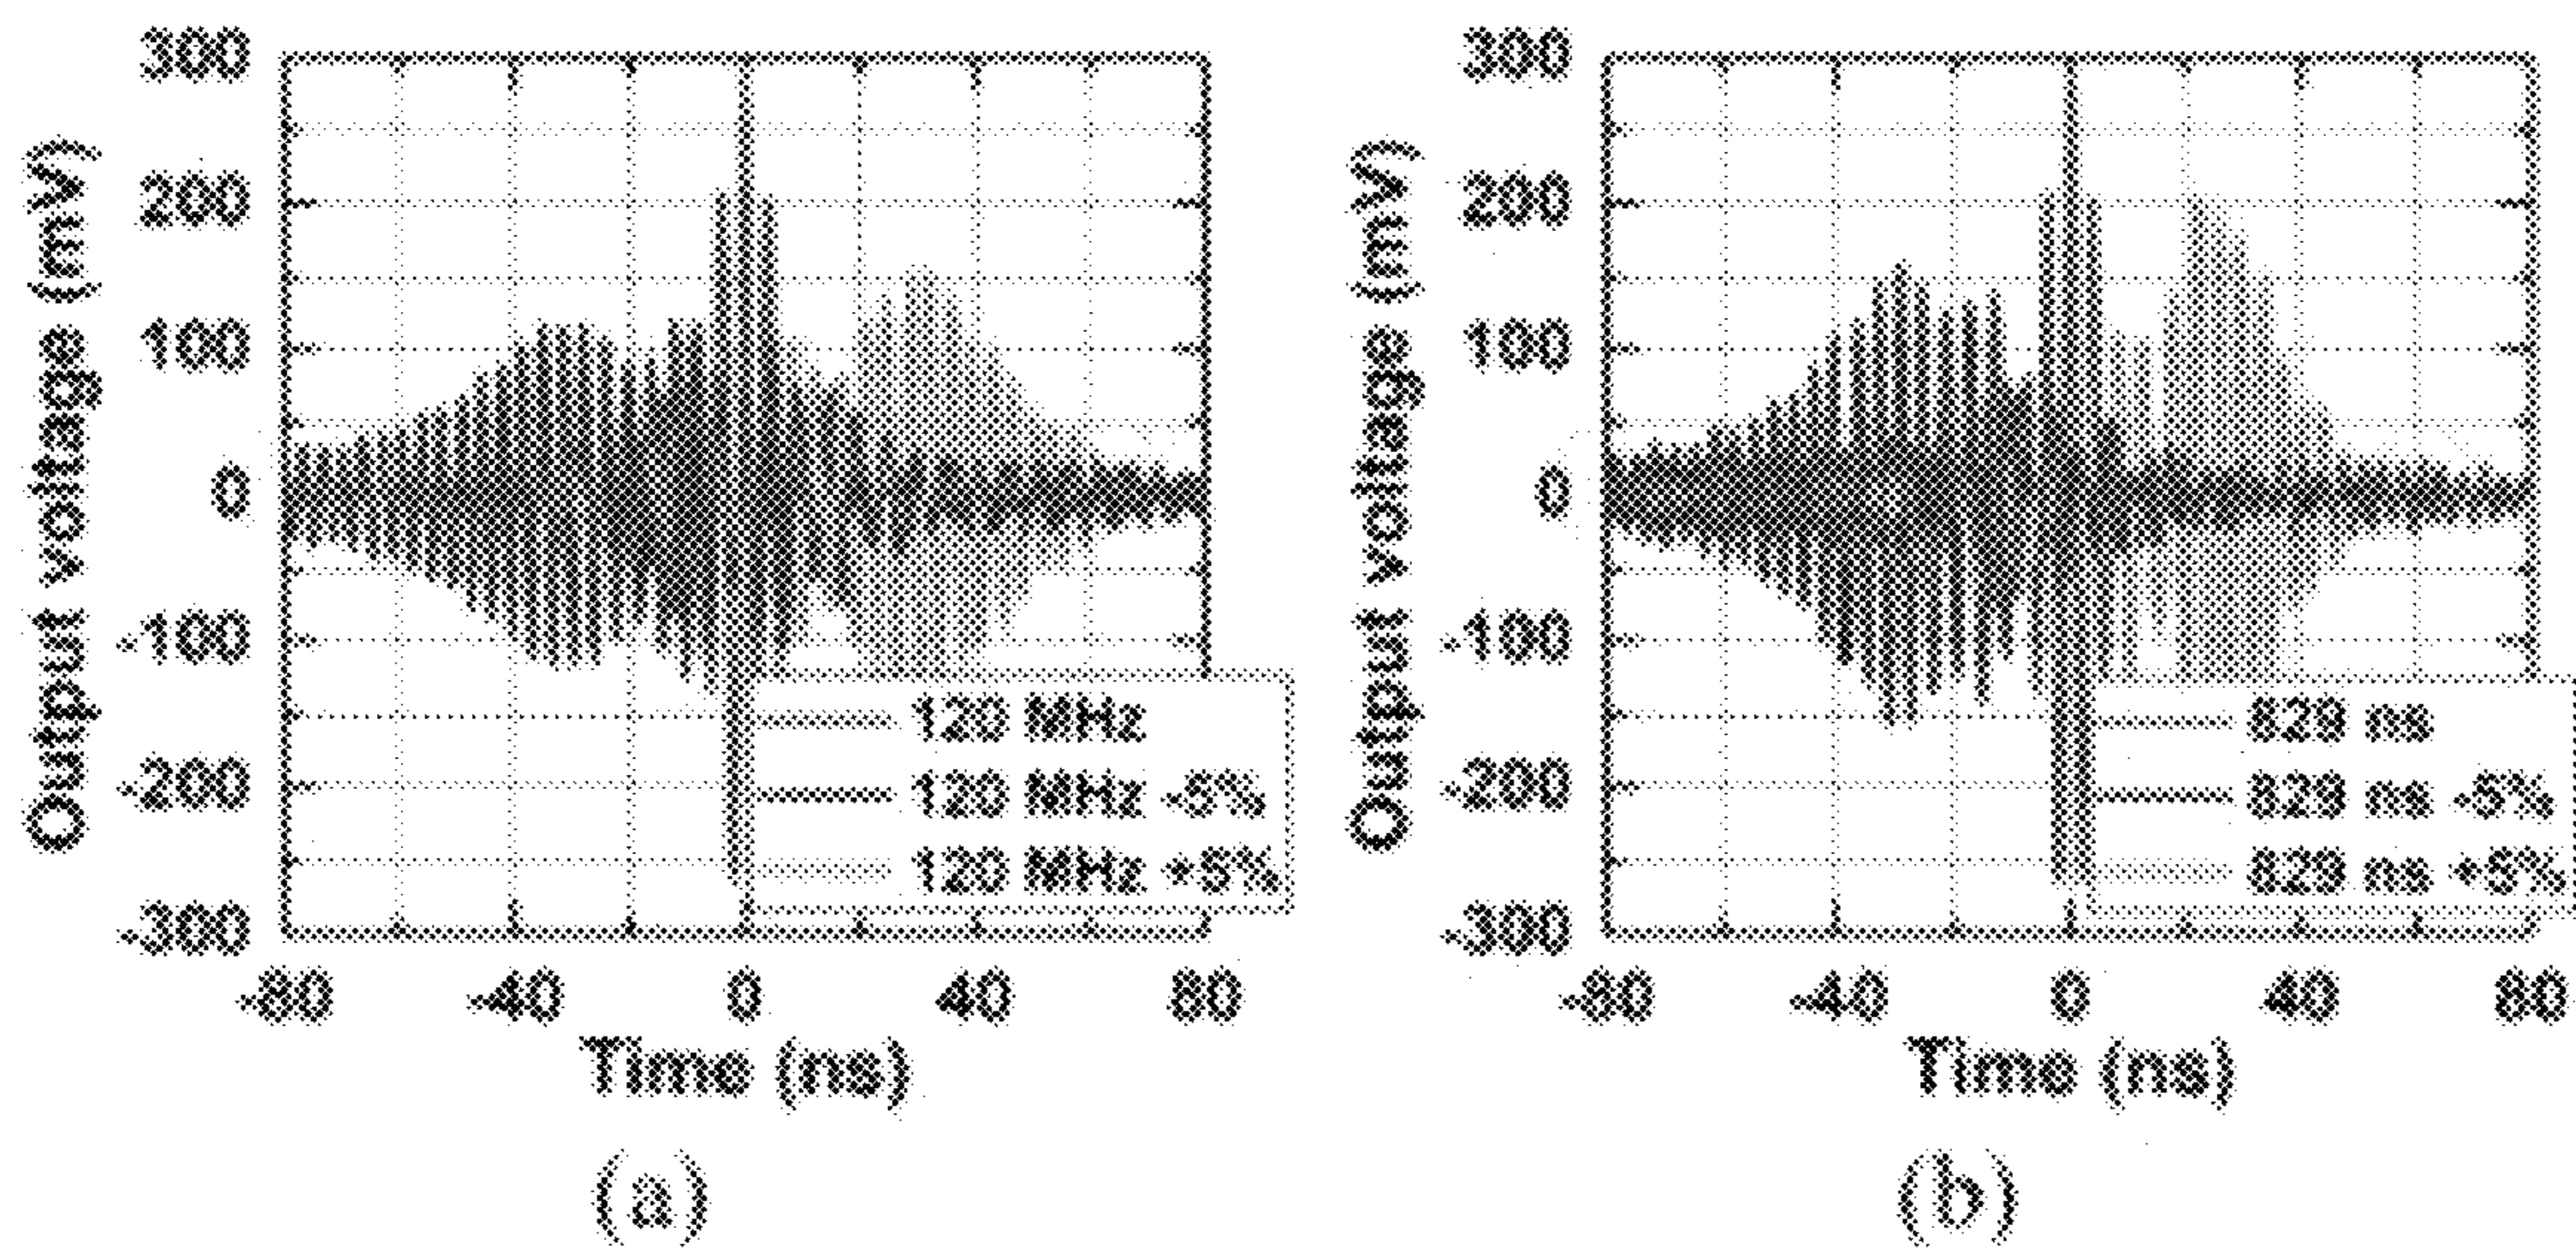 Output voltage (mV)
300
200
100
0
-100
-200
-300
-80
-40
0
40
80
Time (ns)
120 MHz
120 MHz -5%
120 MHz +5%
(a)
Output voltage (mV)
300
200
100
0
-100
-200
-300
-80
-40
0
40
80
Time (ns)
829 ns
829 ns -5%
829 ns +5%
(b)